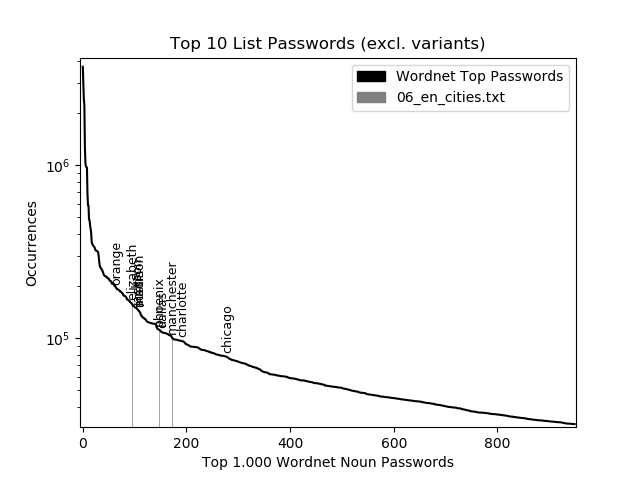 Top 10 List Passwords (excl. variants)
Wordnet Top Passwords
06_en_cities.txt
Occurrences
10^6
10^5
orange
elizabeth
phoenix
dallas
manchester
charlotte
chicago
0 200 400 600 800
Top 1.000 Wordnet Noun Passwords